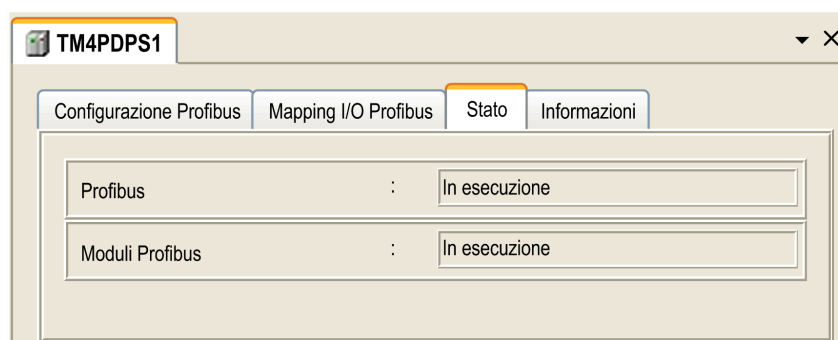 TM4PDPS1
Configurazione Profibus Mapping I/O Profibus Stato Informazioni
Profibus : In esecuzione
Moduli Profibus : In esecuzione